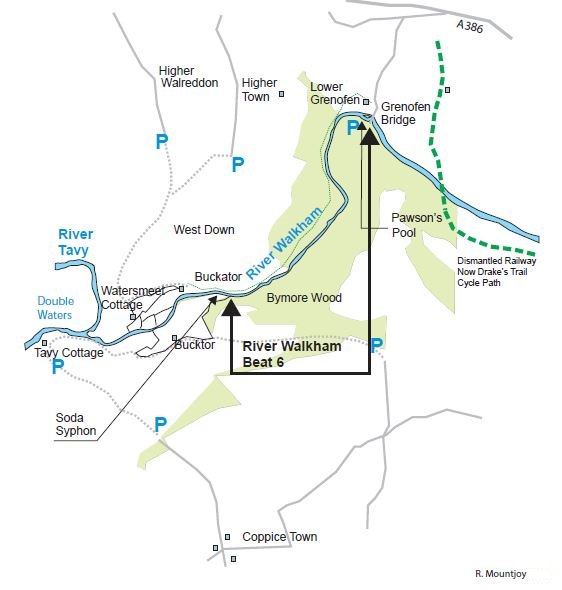 A386
Higher
Walreddon
Higher
Town
Lower
Grenofen
Grenofen
Bridge
P
P
P
River Walkham
Pawson's
Pool
West Down
River
Tavy
Dismantled Railway
Now Drake's Trail
Cycle Path
Buckator
Watersmeet
Cottage
Bymore Wood
Double
Waters
Tavy Cottage
Bucktor
River Walkham
Beat 6
P
P
P
Soda
Syphon
Coppice Town
R. Mountjoy